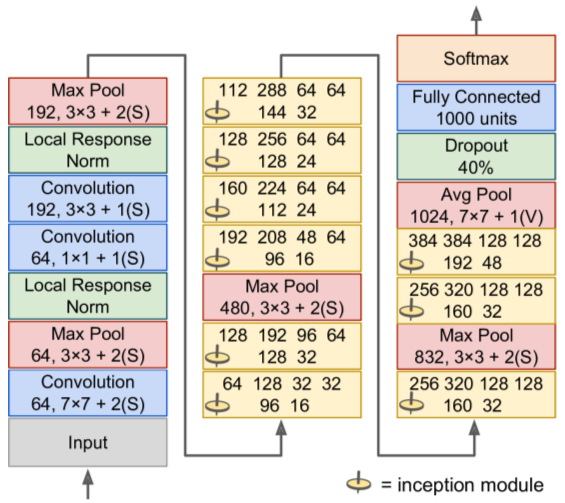 Max Pool
192, 3×3 + 2(S)
Local Response
Norm
Convolution
192, 3×3 + 1(S)
Convolution
64, 1×1 + 1(S)
Local Response
Norm
Max Pool
64, 3×3 + 2(S)
Convolution
64, 7×7 + 2(S)
Input
112 288 64 64
144 32
128 256 64 64
128 24
160 224 64 64
112 24
192 208 48 64
96 16
Max Pool
480, 3×3 + 2(S)
128 192 96 64
128 32
64 128 32 32
96 16
Softmax
Fully Connected
1000 units
Dropout
40%
Avg Pool
1024, 7×7 + 1(V)
384 384 128 128
192 48
256 320 128 128
160 32
Max Pool
832, 3×3 + 2(S)
256 320 128 128
160 32
= inception module